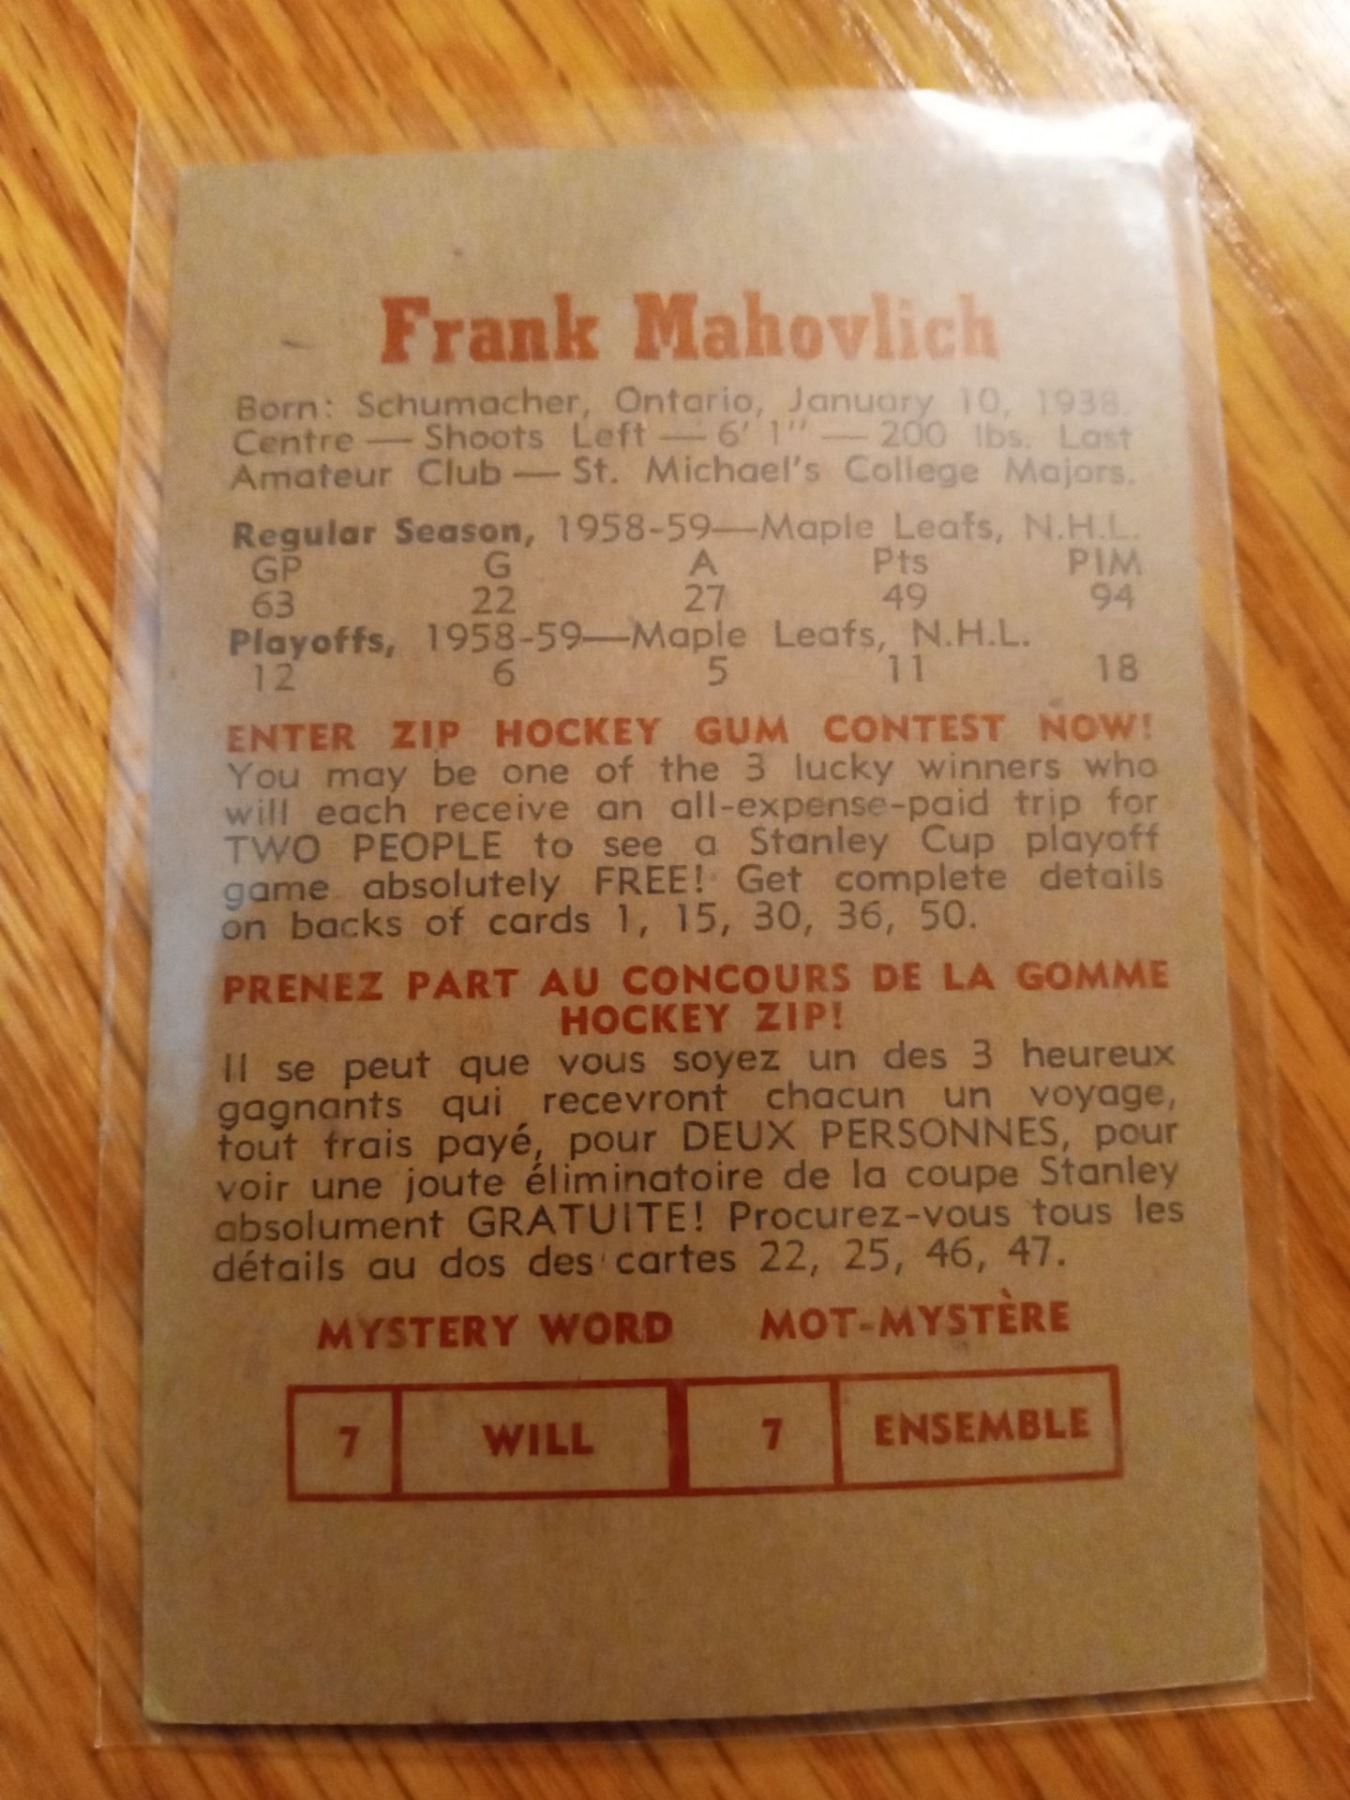 Frank Mahovlich
Born: Schumacher, Ontario, January 10, 1938.
Centre — Shoots Left — 6' 1" — 200 lbs. Last
Amateur Club — St. Michael's College Majors.
Regular Season, 1958-59—Maple Leafs, N.H.L.
GP G A Pts PIM
63 22 27 49 94
Playoffs, 1958-59—Maple Leafs, N.H.L.
12 6 5 11 18
ENTER ZIP HOCKEY GUM CONTEST NOW!
You may be one of the 3 lucky winners who
will each receive an all-expense-paid trip for
TWO PEOPLE to see a Stanley Cup playoff
game absolutely FREE! Get complete details
on backs of cards 1, 15, 30, 36, 50.
PRENEZ PART AU CONCOURS DE LA GOMME
HOCKEY ZIP!
Il se peut que vous soyez un des 3 heureux
gagnants qui recevront chacun un voyage,
tout frais payé, pour DEUX PERSONNES, pour
voir une joute éliminatoire de la coupe Stanley
absolument GRATUITE! Procurez-vous tous les
détails au dos des cartes 22, 25, 46, 47.
MYSTERY WORD MOT-MYSTÈRE
7 WILL 7 ENSEMBLE